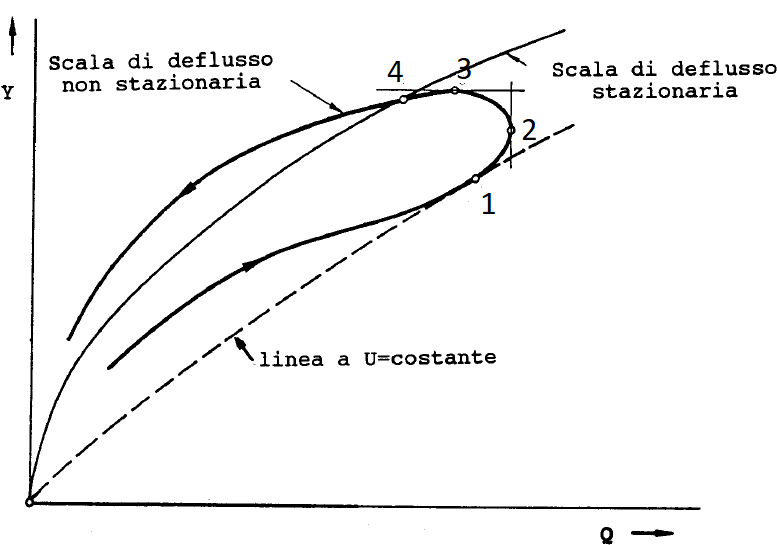 Scala di deflusso
non stazionaria
4
3
Scala di deflusso
stazionaria
Y
2
1
linea a U=costante
Q